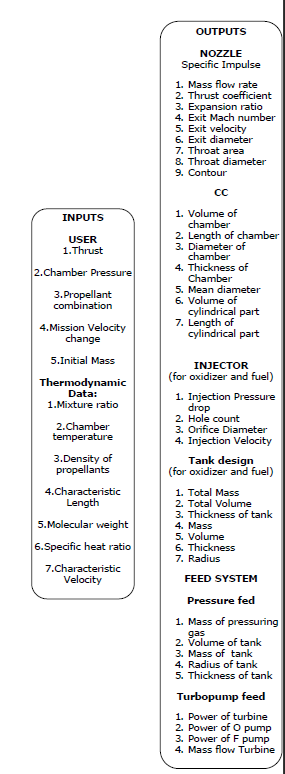 INPUTS
USER
1.Thrust
2.Chamber Pressure
3.Propellant
combination
4.Mission Velocity
change
5.Initial Mass
Thermodynamic
Data:
1.Mixture ratio
2.Chamber
temperature
3.Density of
propellants
4.Characteristic
Length
5.Molecular weight
6.Specific heat ratio
7.Characteristic
Velocity
OUTPUTS
NOZZLE
Specific Impulse
1. Mass flow rate
2. Thrust coefficient
3. Expansion ratio
4. Exit Mach number
5. Exit velocity
6. Exit diameter
7. Throat area
8. Throat diameter
9. Contour
CC
1. Volume of
chamber
2. Length of chamber
3. Diameter of
chamber
4. Thickness of
Chamber
5. Mean diameter
6. Volume of
cylindrical part
7. Length of
cylindrical part
INJECTOR
(for oxidizer and fuel)
1. Injection Pressure
drop
2. Hole count
3. Orifice Diameter
4. Injection Velocity
Tank design
(for oxidizer and fuel)
1. Total Mass
2. Total Volume
3. Thickness of tank
4. Mass
5. Volume
6. Thickness
7. Radius
FEED SYSTEM
Pressure fed
1. Mass of pressuring
gas
2. Volume of tank
3. Mass of  tank
4. Radius of tank
5. Thickness of tank
Turbopump feed
1. Power of turbine
2. Power of O pump
3. Power of F pump
4. Mass flow Turbine